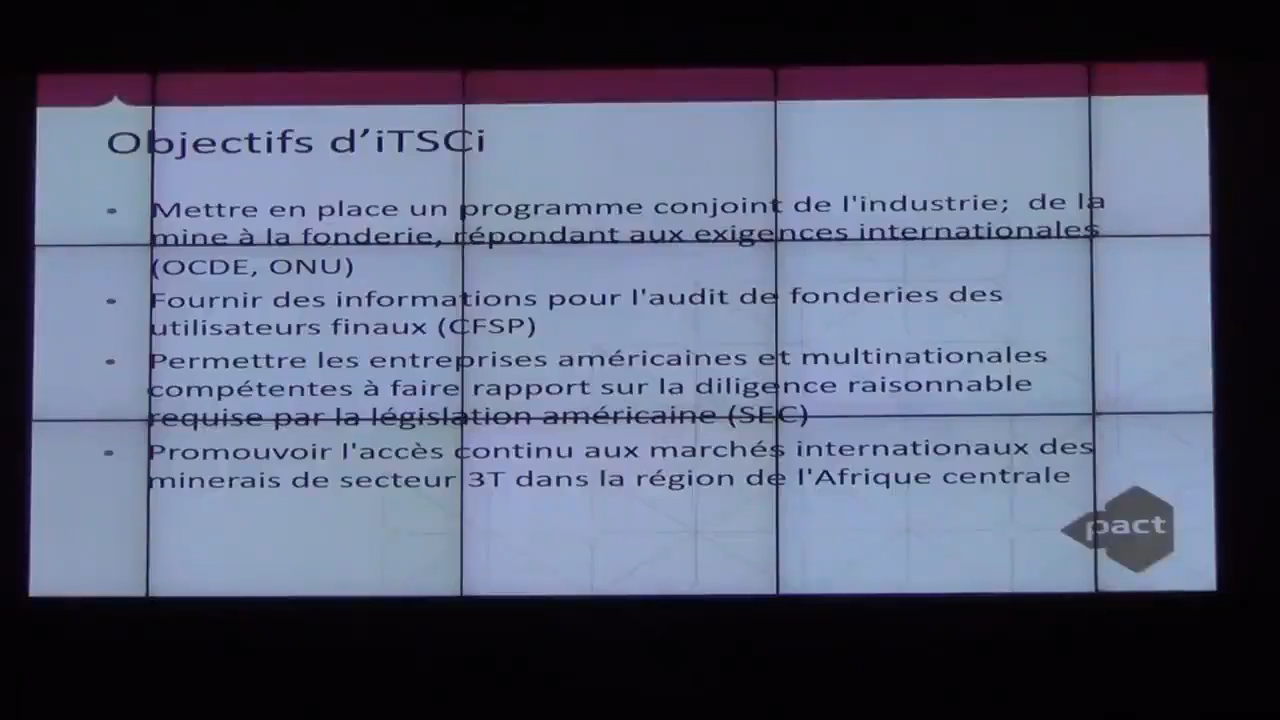 Objectifs d’iTSCi
• Mettre en place un programme conjoint de l'industrie;  de la
mine à la fonderie, répondant aux exigences internationales
(OCDE, ONU)
• Fournir des informations pour l'audit de fonderies des
utilisateurs finaux (CFSP)
• Permettre les entreprises américaines et multinationales
compétentes à faire rapport sur la diligence raisonnable
requise par la législation américaine (SEC)
• Promouvoir l'accès continu aux marchés internationaux des
minerais de secteur 3T dans la région de l'Afrique centrale
pact